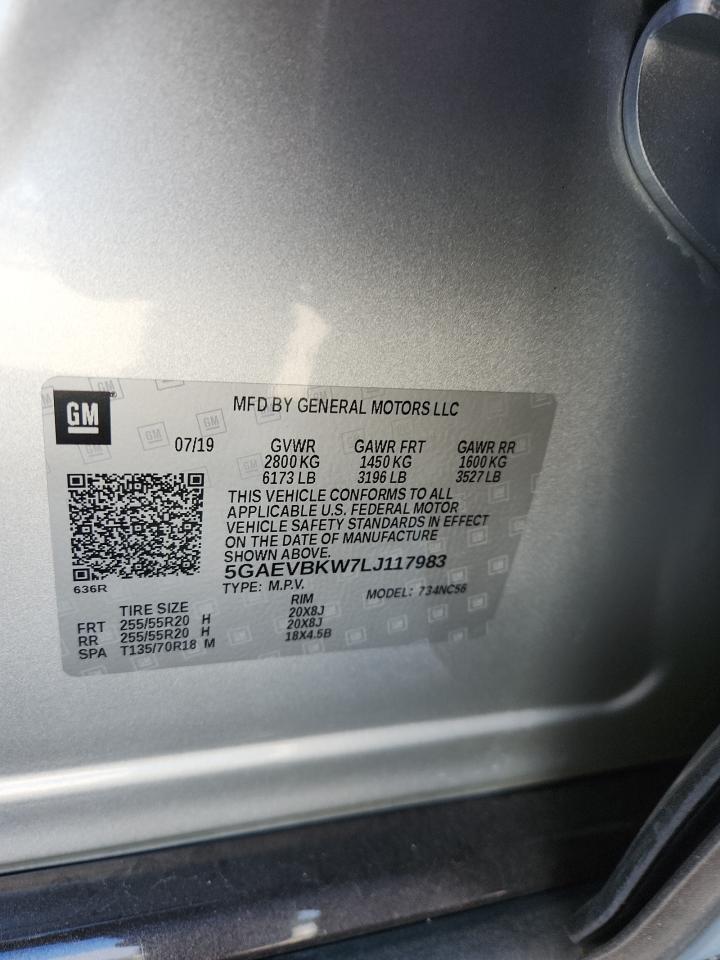 GM
MFD BY GENERAL MOTORS LLC
07/19 GVWR GAWR FRT GAWR RR
2800 KG 1450 KG 1600 KG
6173 LB 3196 LB 3527 LB
THIS VEHICLE CONFORMS TO ALL
APPLICABLE U.S. FEDERAL MOTOR
VEHICLE SAFETY STANDARDS IN EFFECT
ON THE DATE OF MANUFACTURE
SHOWN ABOVE.
5GAEVBKW7LJ117983
TYPE: M.P.V. MODEL: 734NC56
636R
TIRE SIZE RIM
FRT 255/55R20 H 20X8J
RR 255/55R20 H 20X8J
SPA T135/70R18 M 18X4.5B